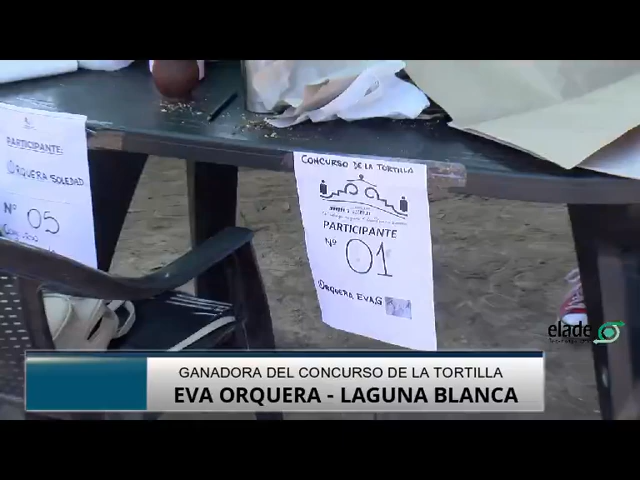 PARTICIPANTE:
ORQUERA SOLEDAD
Nº 05
CONCURSO DE LA TORTILLA
PARTICIPANTE
Nº 01
ORQUERA EVA
elade
GANADORA DEL CONCURSO DE LA TORTILLA
EVA ORQUERA - LAGUNA BLANCA